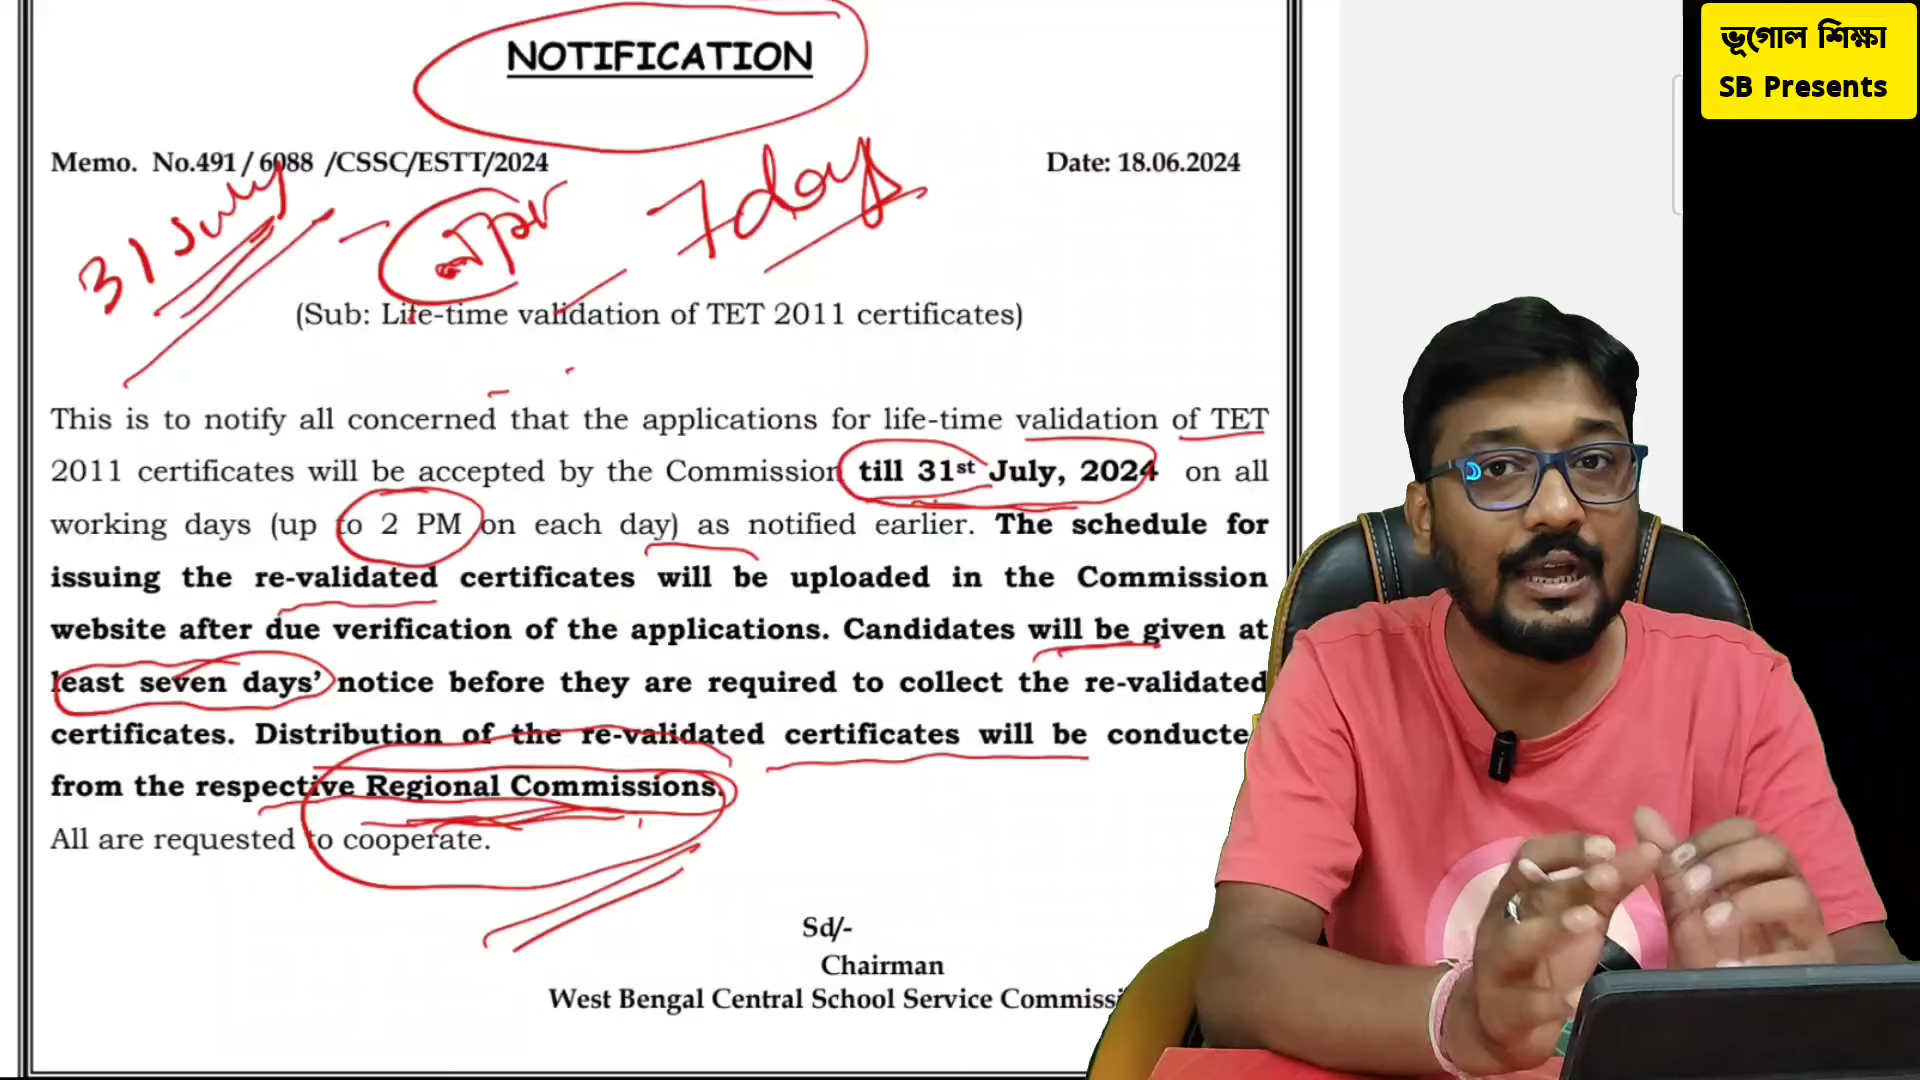 ভূগোল শিক্ষা
SB Presents
NOTIFICATION
Memo. No.491/6088 /CSSC/ESTT/2024 Date: 18.06.2024
31 July 7 days
(Sub: Life-time validation of TET 2011 certificates)
This is to notify all concerned that the applications for life-time validation of TET
2011 certificates will be accepted by the Commission till 31st July, 2024 on all
working days (up to 2 PM on each day) as notified earlier. The schedule for
issuing the re-validated certificates will be uploaded in the Commission
website after due verification of the applications. Candidates will be given at
least seven days’ notice before they are required to collect the re-validated
certificates. Distribution of the re-validated certificates will be conducte
from the respective Regional Commissions.
All are requested to cooperate.
Sd/-
Chairman
West Bengal Central School Service Commissi